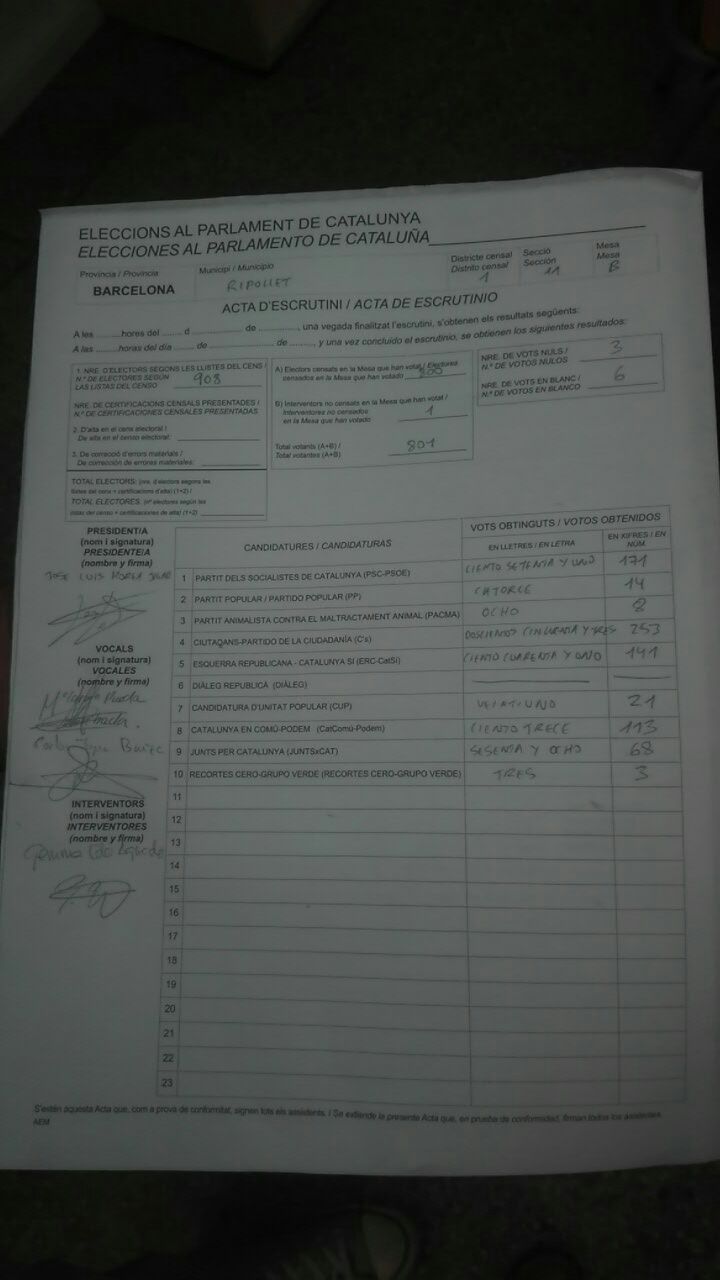 ELECCIONS AL PARLAMENT DE CATALUNYA
ELECCIONES AL PARLAMENTO DE CATALUÑA
Província / Provincia
BARCELONA
Municipi / Municipio
RIPOLLET
Districte censal
Distrito censal
1
Secció
Sección
11
Mesa
Mesa
B
ACTA D'ESCRUTINI / ACTA DE ESCRUTINIO
A les ......... hores del ..... d ............... de ..............., una vegada finalitzat l'escrutini, s'obtenen els resultats següents:
A las ......... horas del día ..... de ............... de ........, y una vez concluido el escrutinio, se obtienen los siguientes resultados:
1. NRE. D'ELECTORS SEGONS LES LLISTES DEL CENS /
N.º DE ELECTORES SEGÚN
LAS LISTAS DEL CENSO 908
NRE. DE CERTIFICACIONS CENSALS PRESENTADES /
N.º DE CERTIFICACIONES CENSALES PRESENTADAS
2. D'alta en el cens electoral /
De alta en el censo electoral:
3. De correcció d'errors materials /
De corrección de errores materiales:
TOTAL ELECTORS: (nre. d'electors segons les
llistes del cens + certificacions d'alta) (1+2) /
TOTAL ELECTORES: (nº electores según las
listas del censo + certificaciones de alta) (1+2)
A) Electors censats en la Mesa que han votat / Electores
censados en la Mesa que han votado 800
B) Interventors no censats en la Mesa que han votat /
Interventores no censados
en la Mesa que han votado 1
Total votants (A+B) /
Total votantes (A+B) 801
NRE. DE VOTS NULS /
N.º DE VOTOS NULOS 3
NRE. DE VOTS EN BLANC /
N.º DE VOTOS EN BLANCO 6
PRESIDENT/A
(nom i signatura)
PRESIDENTE/A
(nombre y firma)
JOSE LUIS
VOCALS
(nom i signatura)
VOCALES
(nombre y firma)
INTERVENTORS
(nom i signatura)
INTERVENTORES
(nombre y firma)
CANDIDATURES / CANDIDATURAS
VOTS OBTINGUTS / VOTOS OBTENIDOS
EN LLETRES / EN LETRA
EN XIFRES / EN NÚM.
1 PARTIT DELS SOCIALISTES DE CATALUNYA (PSC-PSOE) CIENTO SETENTA Y UNO 171
2 PARTIT POPULAR / PARTIDO POPULAR (PP) CATORCE 14
3 PARTIT ANIMALISTA CONTRA EL MALTRACTAMENT ANIMAL (PACMA) OCHO 8
4 CIUTADANS-PARTIDO DE LA CIUDADANÍA (C's) DOSCIENTOS CINCUENTA Y TRES 253
5 ESQUERRA REPUBLICANA - CATALUNYA SÍ (ERC-CatSí) CIENTO CUARENTA Y UNO 141
6 DIÀLEG REPUBLICÀ (DIÀLEG)
7 CANDIDATURA D'UNITAT POPULAR (CUP) VEINTIUNO 21
8 CATALUNYA EN COMÚ-PODEM (CatComú-Podem) CIENTO TRECE 113
9 JUNTS PER CATALUNYA (JUNTSxCAT) SESENTA Y OCHO 68
10 RECORTES CERO-GRUPO VERDE (RECORTES CERO-GRUPO VERDE) TRES 3
11
12
13
14
15
16
17
18
19
20
21
22
23
S'estén aquesta Acta que, com a prova de conformitat, signen tots els assistents. / Se extiende la presente Acta que, en prueba de conformidad, firman todos los asistentes.
AEM